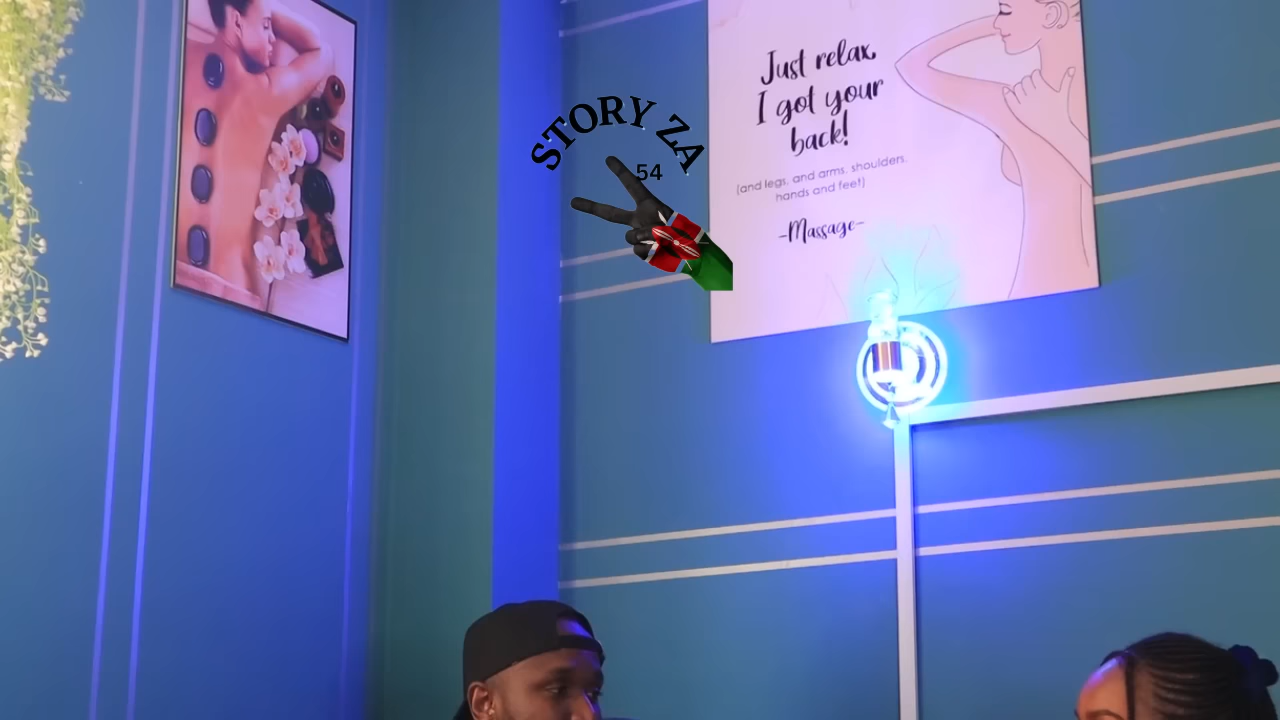 STORY ZA
54
Just relax,
I got your
back!
(and legs, and arms, shoulders,
hands and feet)
-Massage-